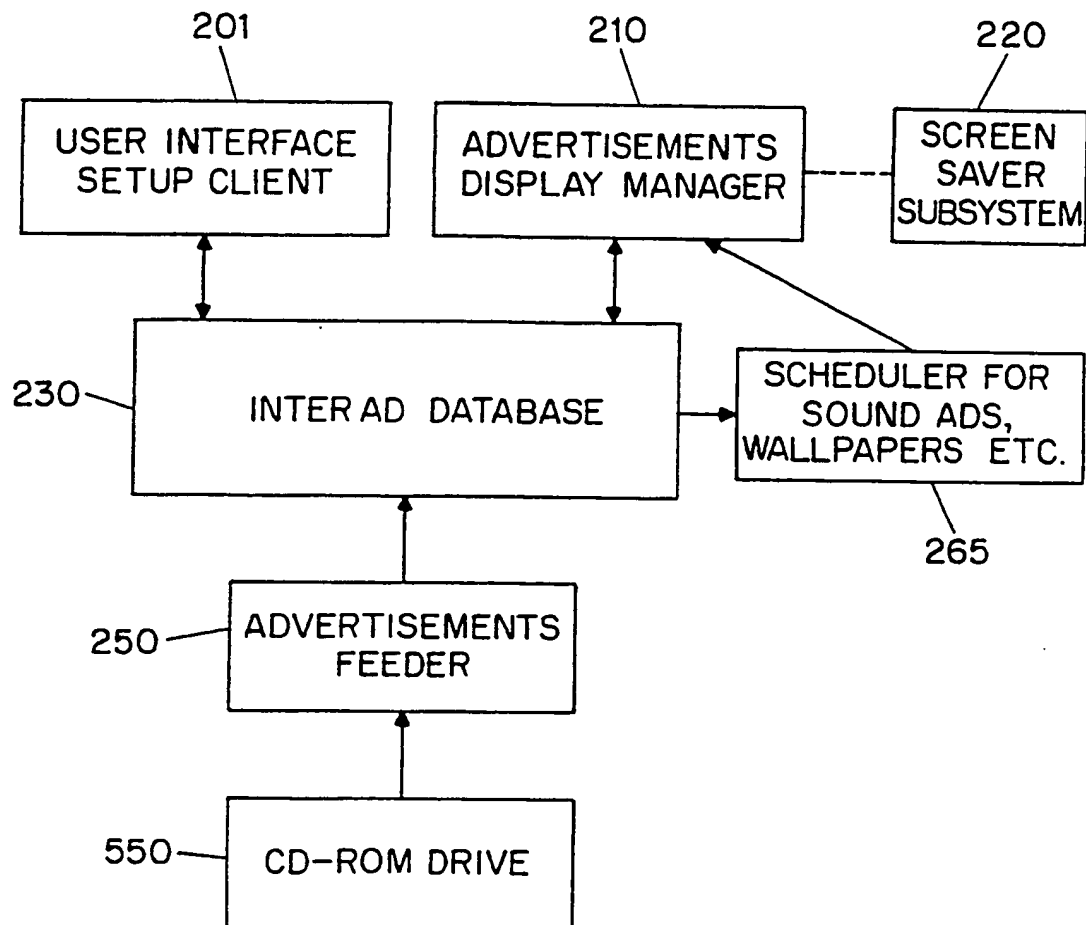 201
210
220
USER INTERFACE
SETUP CLIENT
ADVERTISEMENTS
DISPLAY MANAGER
SCREEN
SAVER
SUBSYSTEM
230
INTER AD DATABASE
SCHEDULER FOR
SOUND ADS,
WALLPAPERS ETC.
265
250
ADVERTISEMENTS
FEEDER
550
CD-ROM DRIVE